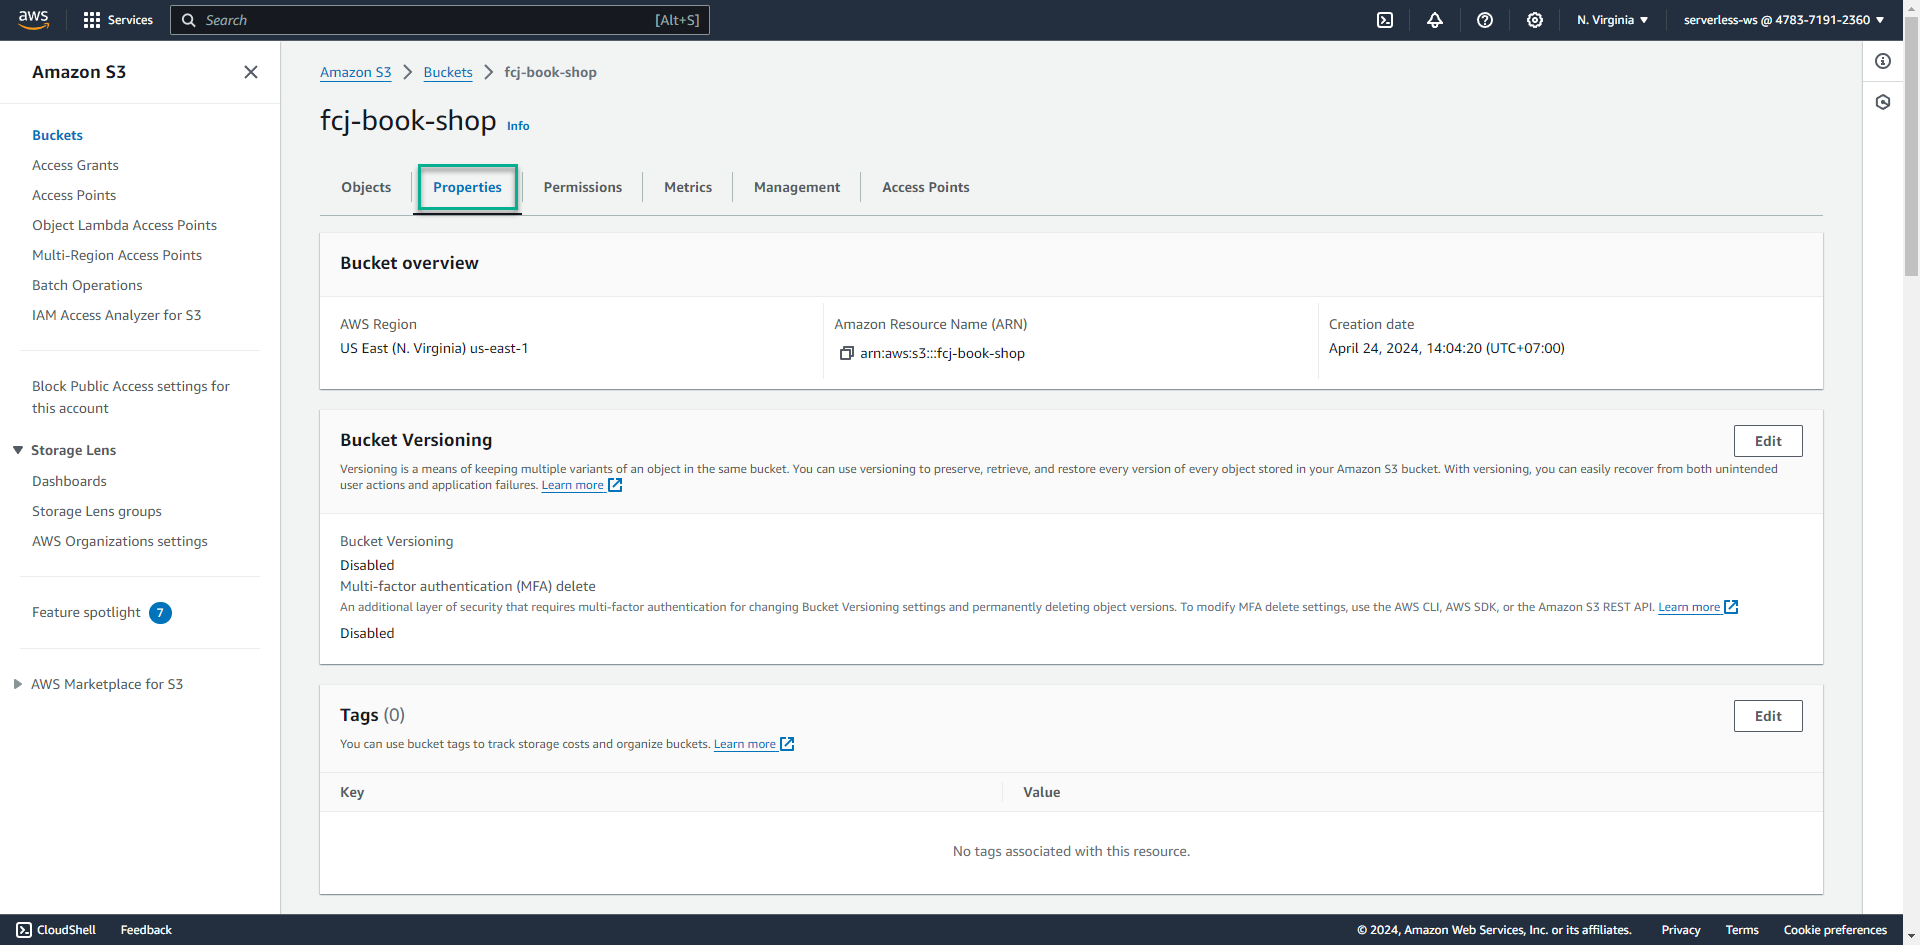 aws
Services
Search
[Alt+S]
N. Virginia
serverless-ws @ 4783-7191-2360
Amazon S3
Buckets
Access Grants
Access Points
Object Lambda Access Points
Multi-Region Access Points
Batch Operations
IAM Access Analyzer for S3
Block Public Access settings for
this account
Storage Lens
Dashboards
Storage Lens groups
AWS Organizations settings
Feature spotlight 7
AWS Marketplace for S3
Amazon S3 > Buckets > fcj-book-shop
fcj-book-shop Info
Objects
Properties
Permissions
Metrics
Management
Access Points
Bucket overview
AWS Region
US East (N. Virginia) us-east-1
Amazon Resource Name (ARN)
arn:aws:s3:::fcj-book-shop
Creation date
April 24, 2024, 14:04:20 (UTC+07:00)
Bucket Versioning
Edit
Versioning is a means of keeping multiple variants of an object in the same bucket. You can use versioning to preserve, retrieve, and restore every version of every object stored in your Amazon S3 bucket. With versioning, you can easily recover from both unintended
user actions and application failures. Learn more
Bucket Versioning
Disabled
Multi-factor authentication (MFA) delete
An additional layer of security that requires multi-factor authentication for changing Bucket Versioning settings and permanently deleting object versions. To modify MFA delete settings, use the AWS CLI, AWS SDK, or the Amazon S3 REST API. Learn more
Disabled
Tags (0)
Edit
You can use bucket tags to track storage costs and organize buckets. Learn more
Key
Value
No tags associated with this resource.
CloudShell
Feedback
© 2024, Amazon Web Services, Inc. or its affiliates.
Privacy
Terms
Cookie preferences